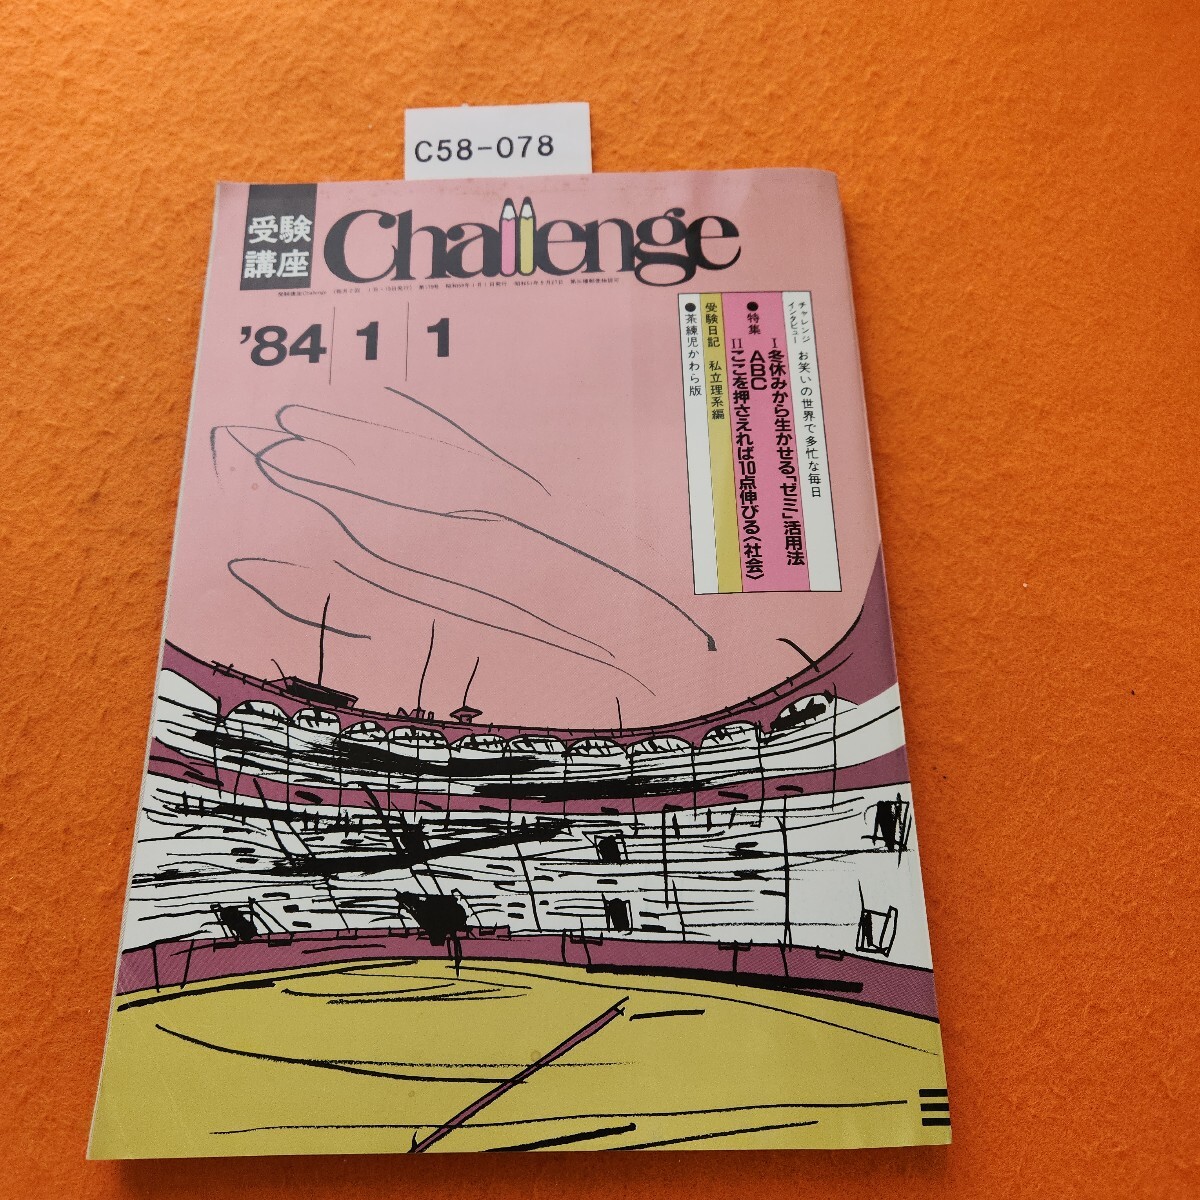 C58-078
受験
講座
Challenge
'84 1 1
チャレンジ
インタビュー
お笑いの世界で多忙な毎日
●特集
I 冬休みから生かせる「ゼミ」活用法
ABC
II ここを押さえれば10点伸びる〈社会〉
受験日記 私立理系編
●茶練児かわら版